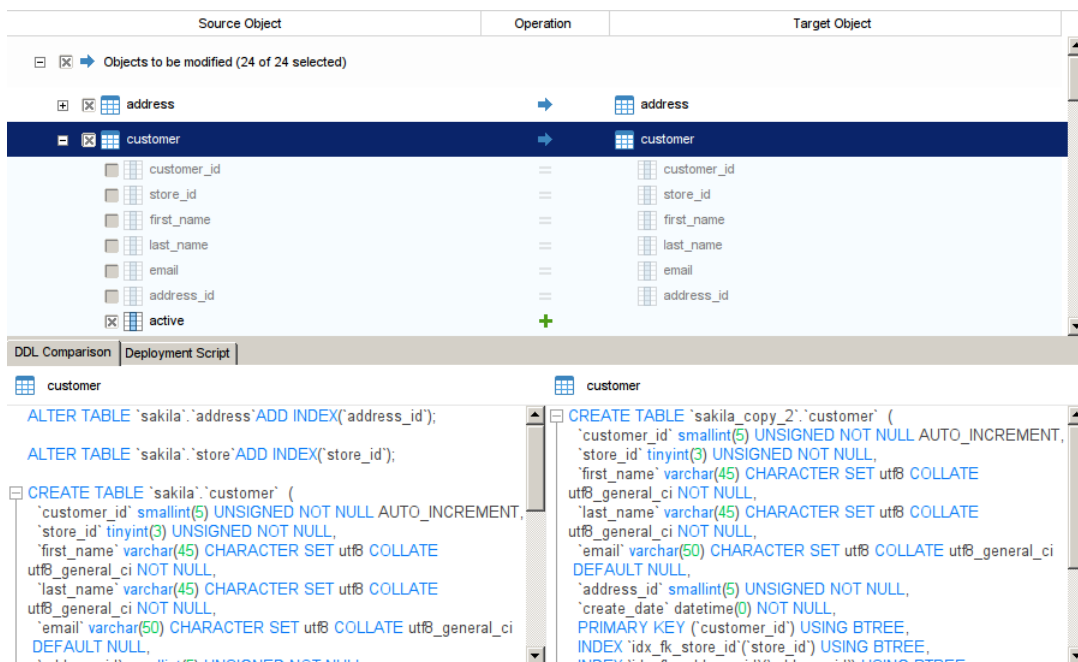 Source Object Operation Target Object
Objects to be modified (24 of 24 selected)
address address
customer customer
customer_id customer_id
store_id store_id
first_name first_name
last_name last_name
email email
address_id address_id
active
DDL Comparison Deployment Script
customer
ALTER TABLE `sakila`.`address`ADD INDEX(`address_id`);
ALTER TABLE `sakila`.`store`ADD INDEX(`store_id`);
CREATE TABLE `sakila`.`customer` (
`customer_id` smallint(5) UNSIGNED NOT NULL AUTO_INCREMENT,
`store_id` tinyint(3) UNSIGNED NOT NULL,
`first_name` varchar(45) CHARACTER SET utf8 COLLATE
utf8_general_ci NOT NULL,
`last_name` varchar(45) CHARACTER SET utf8 COLLATE
utf8_general_ci NOT NULL,
`email` varchar(50) CHARACTER SET utf8 COLLATE utf8_general_ci
DEFAULT NULL,
customer
CREATE TABLE `sakila_copy_2`.`customer` (
`customer_id` smallint(5) UNSIGNED NOT NULL AUTO_INCREMENT,
`store_id` tinyint(3) UNSIGNED NOT NULL,
`first_name` varchar(45) CHARACTER SET utf8 COLLATE
utf8_general_ci NOT NULL,
`last_name` varchar(45) CHARACTER SET utf8 COLLATE
utf8_general_ci NOT NULL,
`email` varchar(50) CHARACTER SET utf8 COLLATE utf8_general_ci
DEFAULT NULL,
`address_id` smallint(5) UNSIGNED NOT NULL,
`create_date` datetime(0) NOT NULL,
PRIMARY KEY (`customer_id`) USING BTREE,
INDEX `idx_fk_store_id`(`store_id`) USING BTREE,